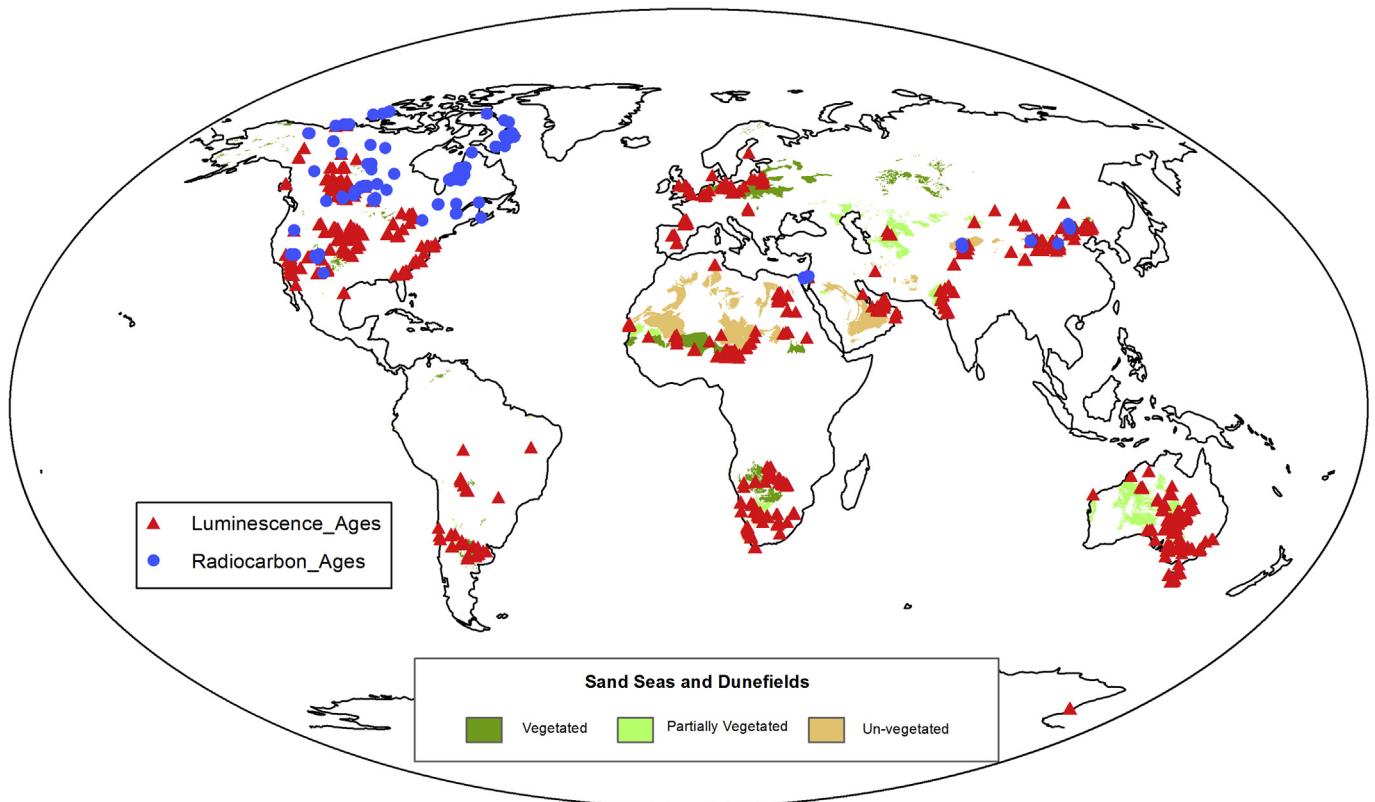 Luminescence_Ages
Radiocarbon_Ages
Sand Seas and Dunefields
Vegetated
Partially Vegetated
Un-vegetated